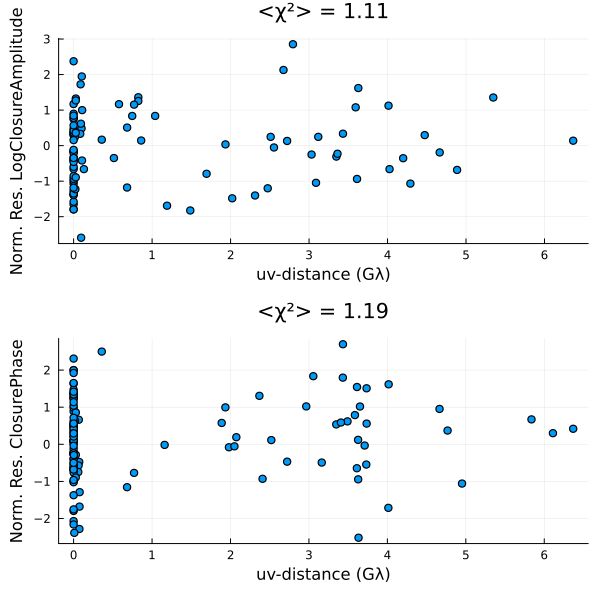 <χ²> = 1.11
Norm. Res. LogClosureAmplitude
3
2
1
0
−1
−2
0 1 2 3 4 5 6
uv-distance (Gλ)
<χ²> = 1.19
Norm. Res. ClosurePhase
2
1
0
−1
−2
0 1 2 3 4 5 6
uv-distance (Gλ)